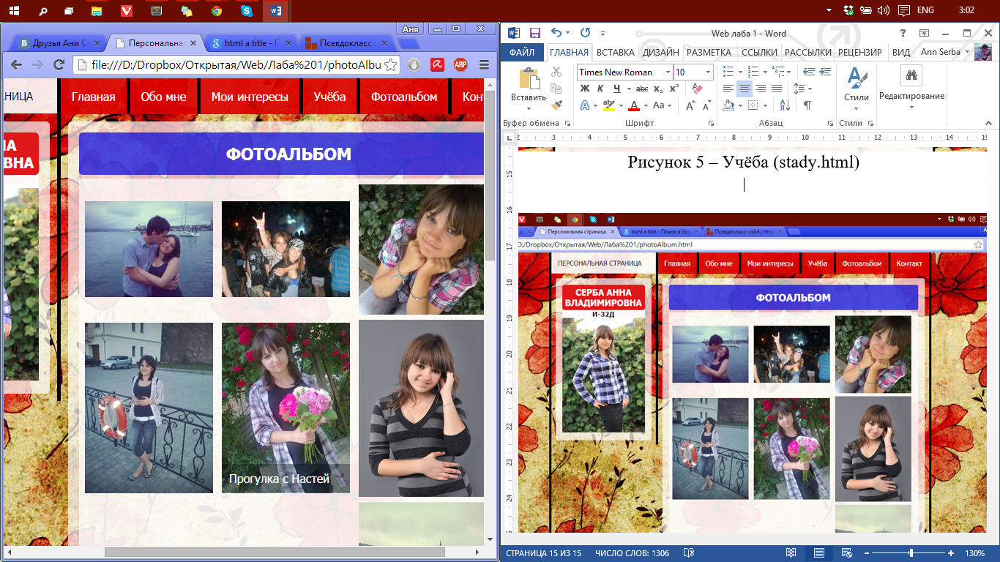 ENG
3:02
Аня
Друзья Ани С
Персональна
html a title - П
Псевдокласс
file:///D:/Dropbox/Открытая/Web/Лаба%201/photoAlbu
ABP
НИЦА
Главная
Обо мне
Мои интересы
Учёба
Фотоальбом
Конт
НА
ВНА
ФОТОАЛЬБОМ
Прогулка с Настей
Web лаба 1 - Word
ФАЙЛ
ГЛАВНАЯ
ВСТАВКА
ДИЗАЙН
РАЗМЕТКА
ССЫЛКИ
РАССЫЛКИ
РЕЦЕНЗИР
ВИД
Ann Serba
Вставить
Times New Roman
10
Ж
К
Ч
abc
x₂
x²
Aa
Стили
Редактирование
Буфер обмена
Шрифт
Абзац
Стили
2 3 4 5 6 7 8 9 10 11 12 13 14 15
15
16
17
18
19
20
21
22
23
24
Рисунок 5 – Учёба (stady.html)
Персональная страница
html a title - Поиск в Goo
Псевдокласс :valid | html
D:/Dropbox/Открытая/Web/Лаба%201/photoAlbum.html
ПЕРСОНАЛЬНАЯ СТРАНИЦА
Главная
Обо мне
Мои интересы
Учёба
Фотоальбом
Контакт
СЕРБА АННА
ВЛАДИМИРОВНА
И-32Д
ФОТОАЛЬБОМ
СТРАНИЦА 15 ИЗ 15
ЧИСЛО СЛОВ: 1306
130%